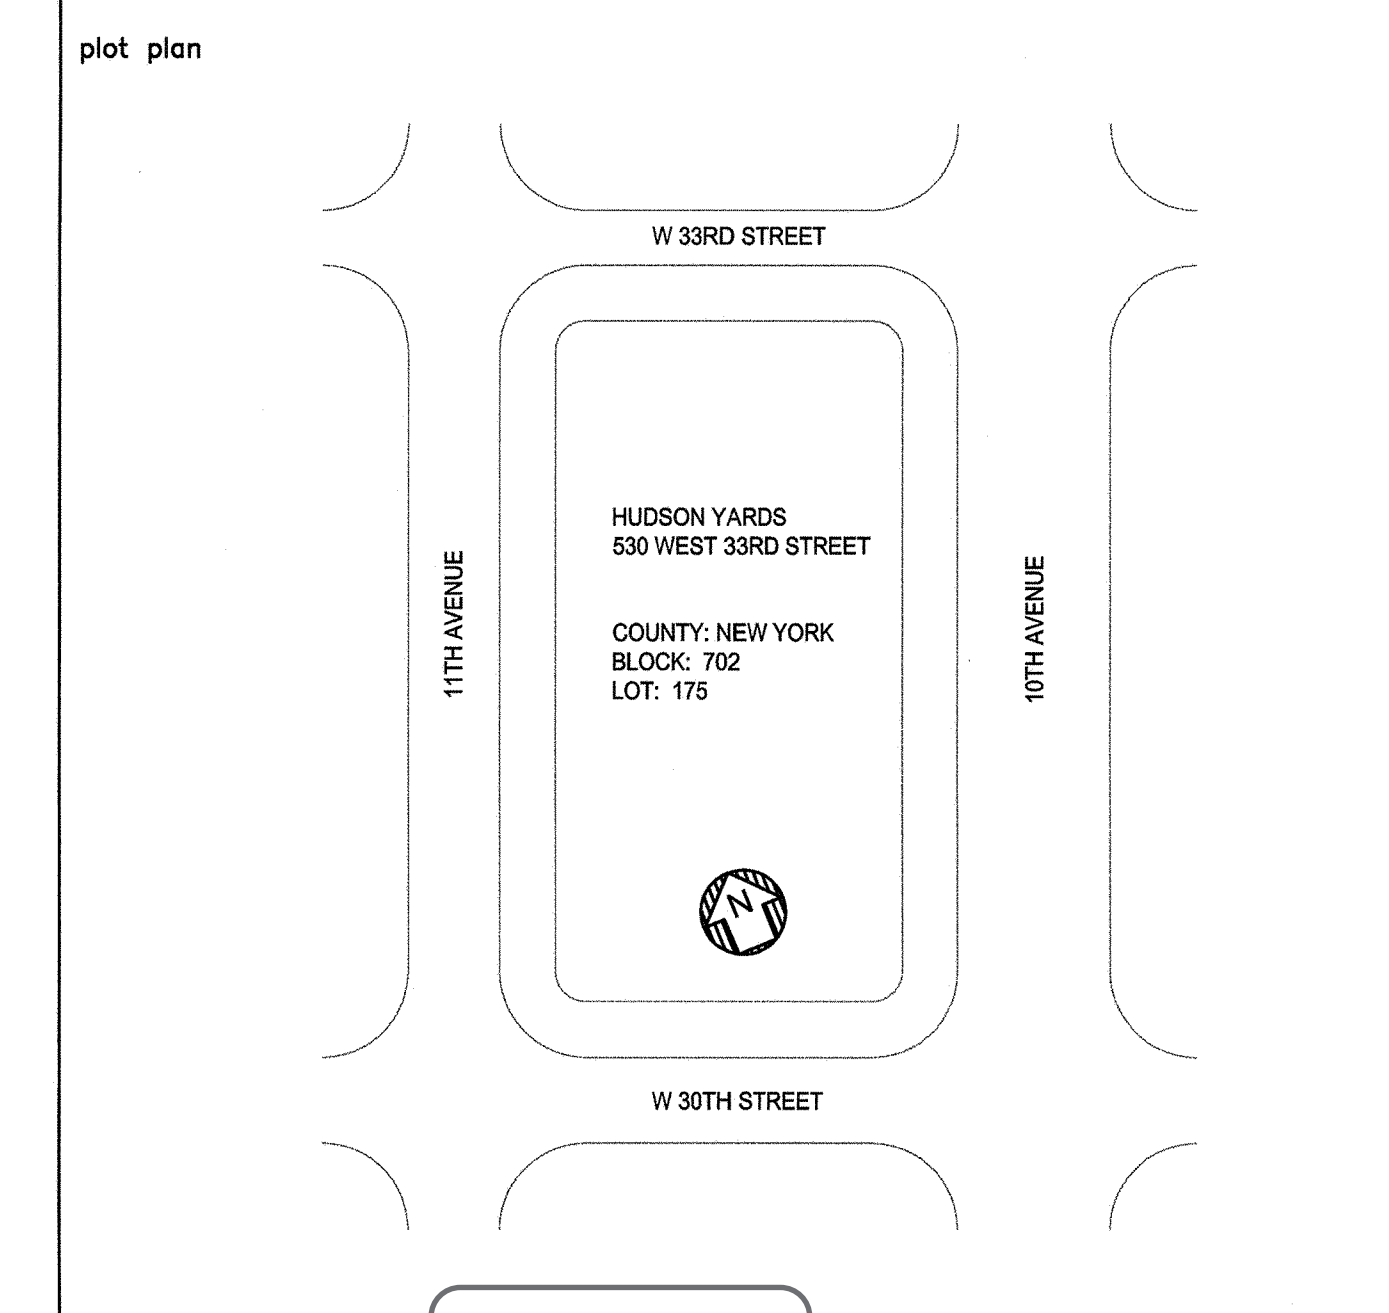 plot plan
W 33RD STREET
HUDSON YARDS
530 WEST 33RD STREET
11TH AVENUE
10TH AVENUE
COUNTY: NEW YORK
BLOCK: 702
LOT: 175
N
W 30TH STREET